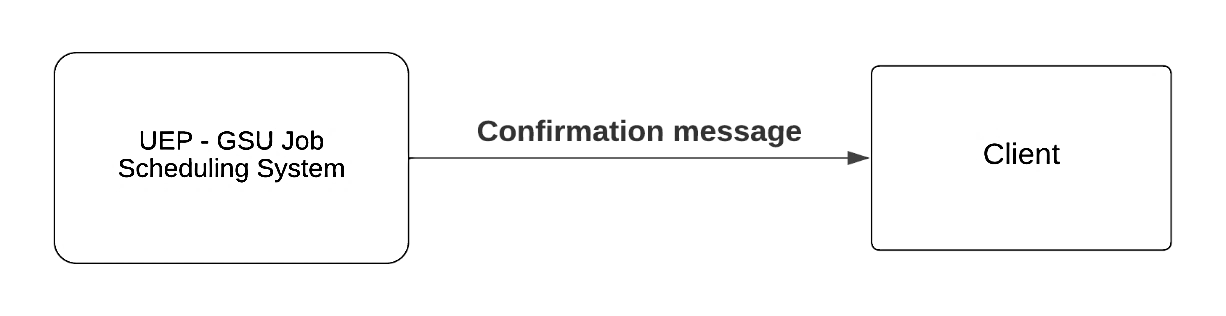 UEP - GSU Job
Scheduling System
Confirmation message
Client